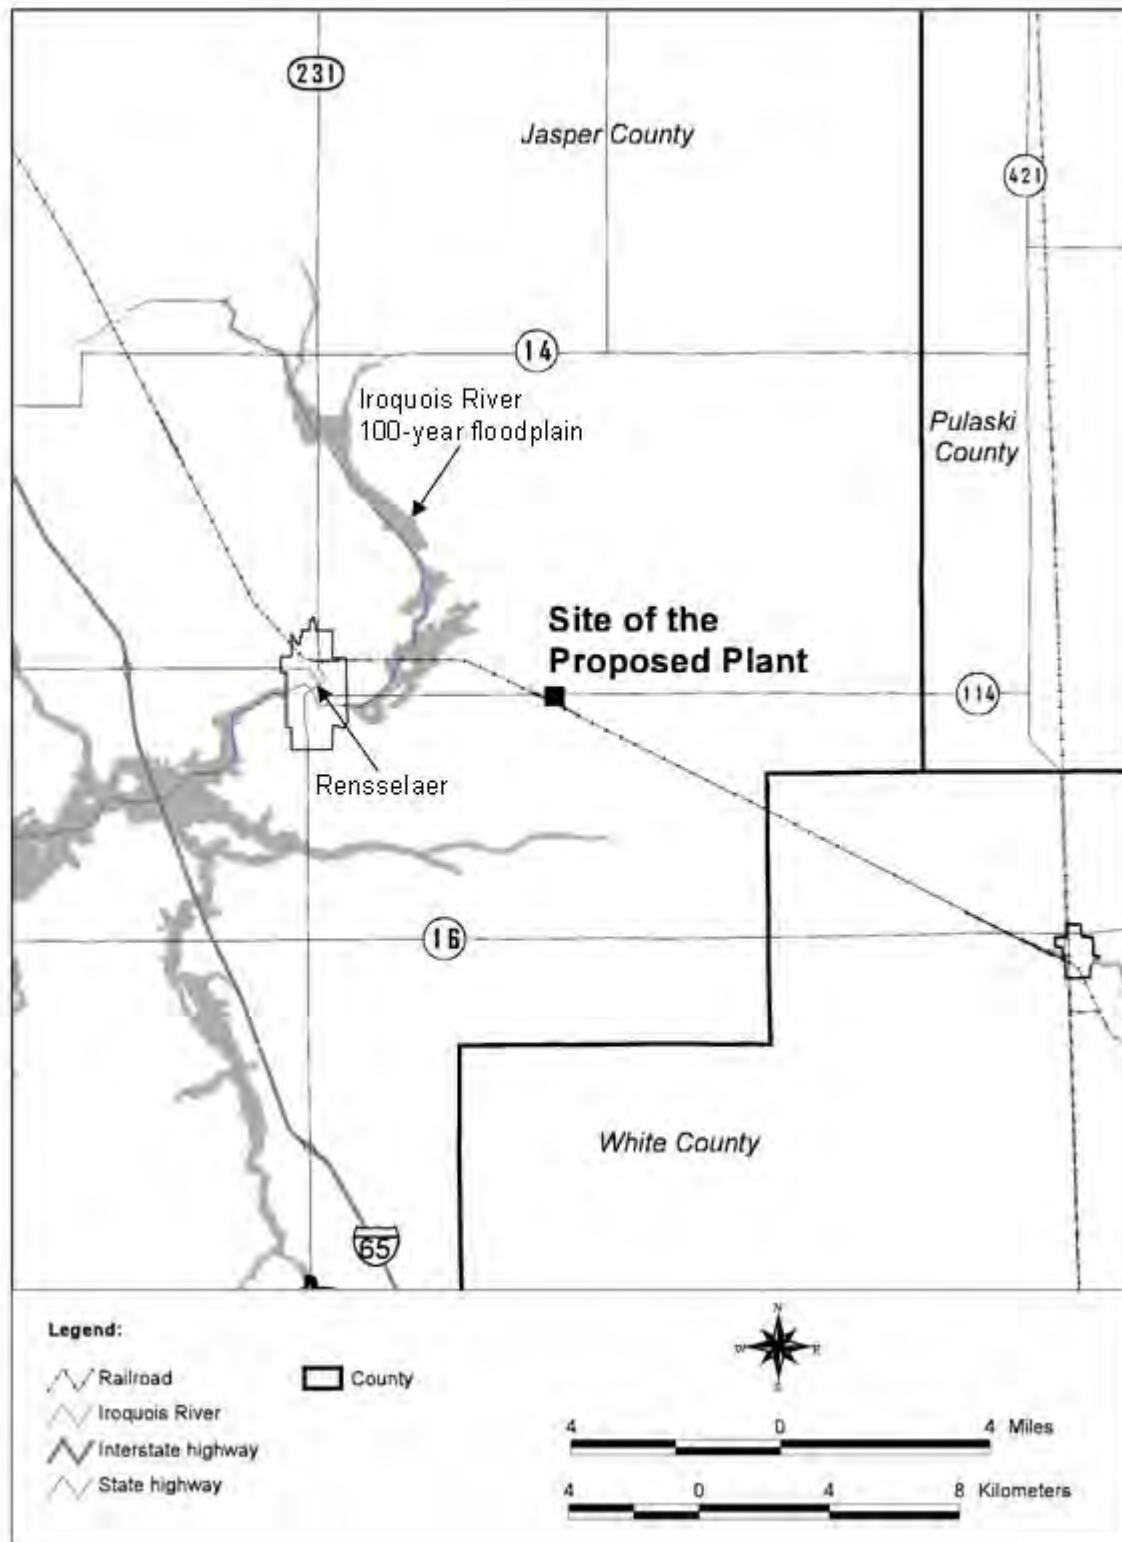 231
Jasper County
421
14
Iroquois River
100-year floodplain
Pulaski
County
Site of the
Proposed Plant
114
Rensselaer
16
White County
65
Legend:
Railroad
County
Iroquois River
Interstate highway
State highway
N
W E
S
4 0 4 Miles
4 0 4 8 Kilometers